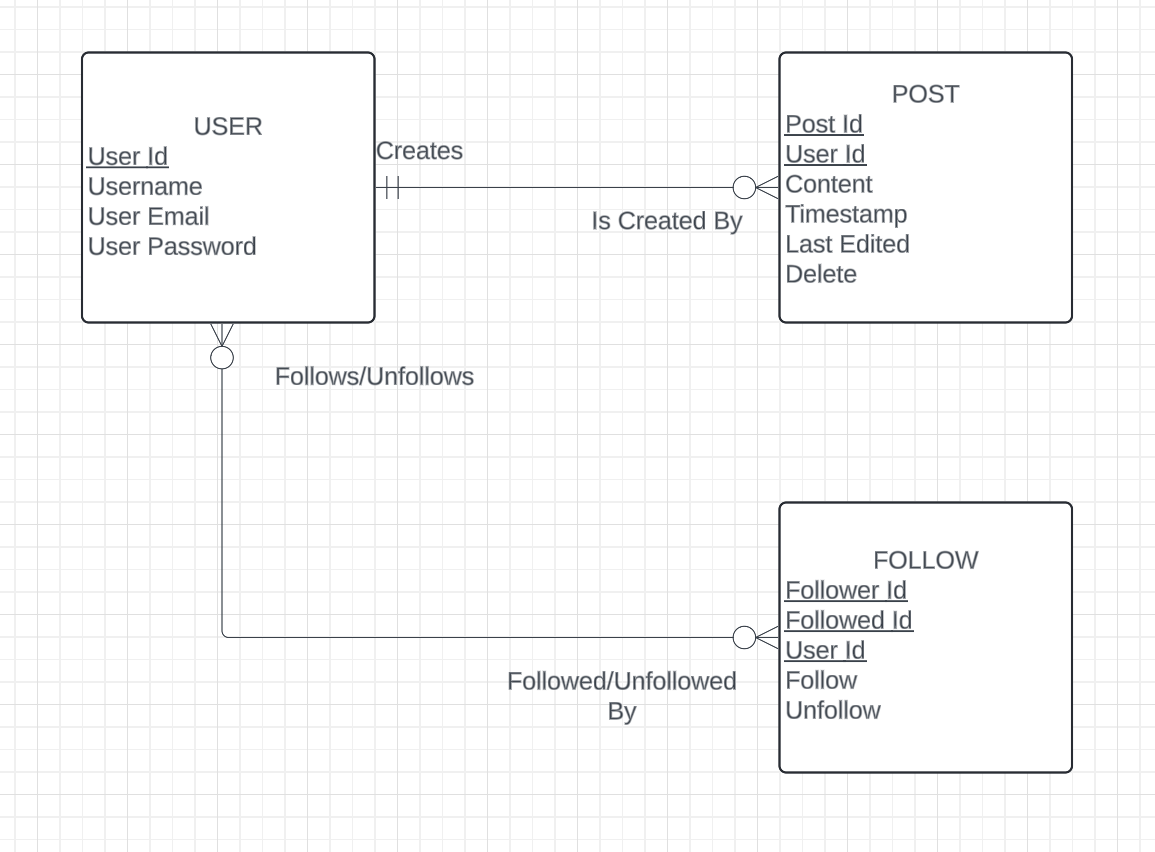 USER
User Id
Username
User Email
User Password
Creates
Is Created By
POST
Post Id
User Id
Content
Timestamp
Last Edited
Delete
Follows/Unfollows
Followed/Unfollowed
By
FOLLOW
Follower Id
Followed Id
User Id
Follow
Unfollow